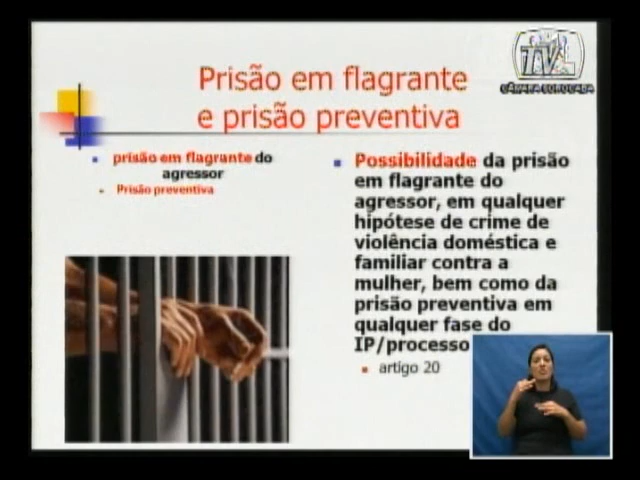 TV
CÂMARA SOROCABA
Prisão em flagrante
e prisão preventiva
prisão em flagrante do
agressor
Prisão preventiva
Possibilidade da prisão
em flagrante do
agressor, em qualquer
hipótese de crime de
violência doméstica e
familiar contra a
mulher, bem como da
prisão preventiva em
qualquer fase do
IP/processo
artigo 20